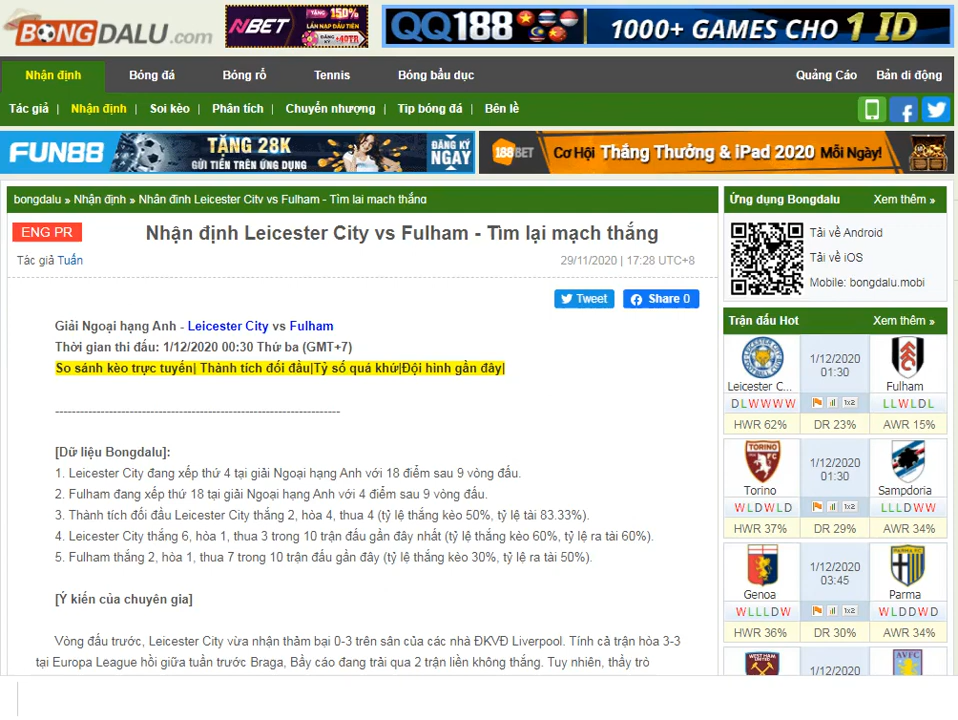 BONGDALU.com
NBET TẶNG 150% LẦN NẠP ĐẦU TIÊN
QQ188 1000+ GAMES CHO 1 ID
Nhận định Bóng đá Bóng rổ Tennis Bóng bầu dục Quảng Cáo Bản di động
Tác giả | Nhận định | Soi kèo | Phân tích | Chuyển nhượng | Tip bóng đá | Bên lề
FUN88 TẶNG 28K GỬI TIỀN TRÊN ỨNG DỤNG ĐĂNG KÝ NGAY
188BET Cơ Hội Thắng Thưởng & iPad 2020 Mỗi Ngày!
bongdalu » Nhận định » Nhân đinh Leicester Citv vs Fulham - Tìm lai mach thắng
ENG PR
Nhận định Leicester City vs Fulham - Tìm lại mạch thắng
Tác giả Tuấn
29/11/2020 | 17:28 UTC+8
Tweet Share 0
Giải Ngoại hạng Anh - Leicester City vs Fulham
Thời gian thi đấu: 1/12/2020 00:30 Thứ ba (GMT+7)
So sánh kèo trực tuyến| Thành tích đối đầu|Tỷ số quá khứ|Đội hình gần đây|
--------------------------------------------------------------------
[Dữ liệu Bongdalu]:
1. Leicester City đang xếp thứ 4 tại giải Ngoại hạng Anh với 18 điểm sau 9 vòng đấu.
2. Fulham đang xếp thứ 18 tại giải Ngoại hạng Anh với 4 điểm sau 9 vòng đấu.
3. Thành tích đối đầu Leicester City thắng 2, hòa 4, thua 4 (tỷ lệ thắng kèo 50%, tỷ lệ tài 83.33%).
4. Leicester City thắng 6, hòa 1, thua 3 trong 10 trận đấu gần đây nhất (tỷ lệ thắng kèo 60%, tỷ lệ ra tài 60%).
5. Fulham thắng 2, hòa 1, thua 7 trong 10 trận đấu gần đây (tỷ lệ thắng kèo 30%, tỷ lệ ra tài 50%).
[Ý kiến của chuyên gia]
Vòng đấu trước, Leicester City vừa nhận thảm bại 0-3 trên sân của các nhà ĐKVĐ Liverpool. Tính cả trận hòa 3-3
tại Europa League hồi giữa tuần trước Braga, Bầy cáo đang trải qua 2 trận liền không thắng. Tuy nhiên, thầy trò
Ứng dụng Bongdalu Xem thêm »
Tải về Android
Tải về iOS
Mobile: bongdalu.mobi
Trận đấu Hot Xem thêm »
1/12/2020
01:30
Leicester C... Fulham
DLWWWW 1x2 LLWLDL
HWR 62% DR 23% AWR 15%
TORINO
1/12/2020
01:30
Torino Sampdoria
WLDWLD 1x2 LLLDWW
HWR 37% DR 29% AWR 34%
1/12/2020
03:45
Genoa Parma
WLLLDW 1x2 WLDDWD
HWR 36% DR 30% AWR 34%
WEST HAM 1/12/2020 AVFC